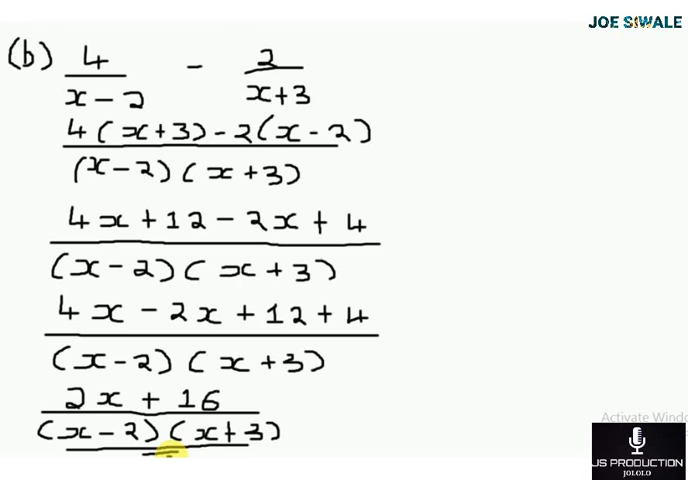 JOE SIWALE
(b) 4/(x-2) - 2/(x+3)
4(x+3)-2(x-2)
(x-2)(x+3)
4x+12-2x+4
(x-2)(x+3)
4x-2x+12+4
(x-2)(x+3)
2x+16
(x-2)(x+3)
Activate Windo
JS PRODUCTION
JOLOLO